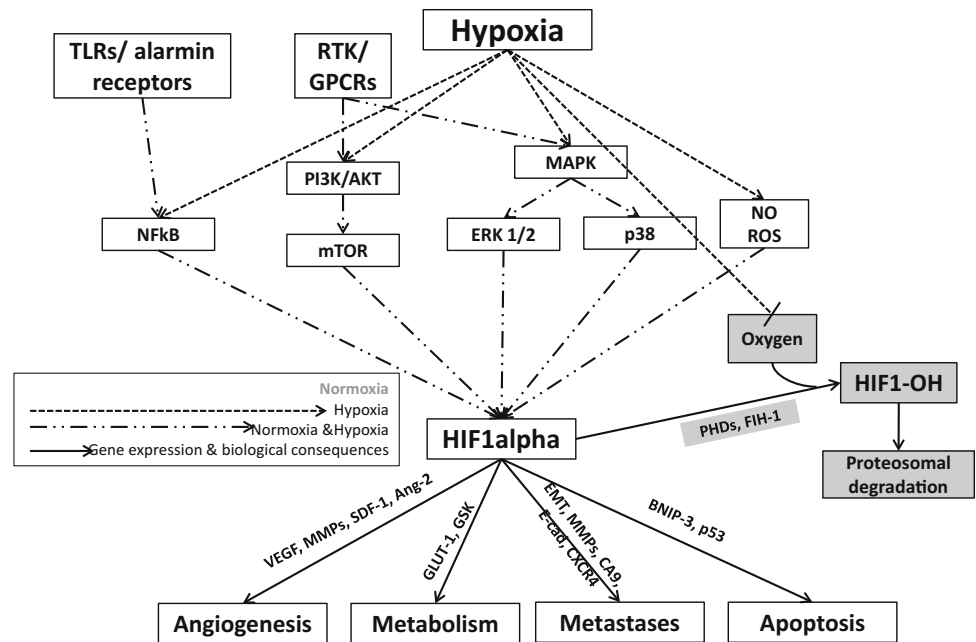 Hypoxia
TLRs/ alarmin
receptors
RTK/
GPCRs
PI3K/AKT
MAPK
NFkB
mTOR
ERK 1/2
p38
NO
ROS
Oxygen
HIF1-OH
PHDs, FIH-1
Proteosomal
degradation
Normoxia
Hypoxia
Normoxia &Hypoxia
Gene expression & biological consequences
HIF1alpha
VEGF, MMPs, SDF-1, Ang-2
GLUT-1, GSK
EMT, MMPs, CA9,
E-cad, CXCR4
BNIP-3, p53
Angiogenesis
Metabolism
Metastases
Apoptosis